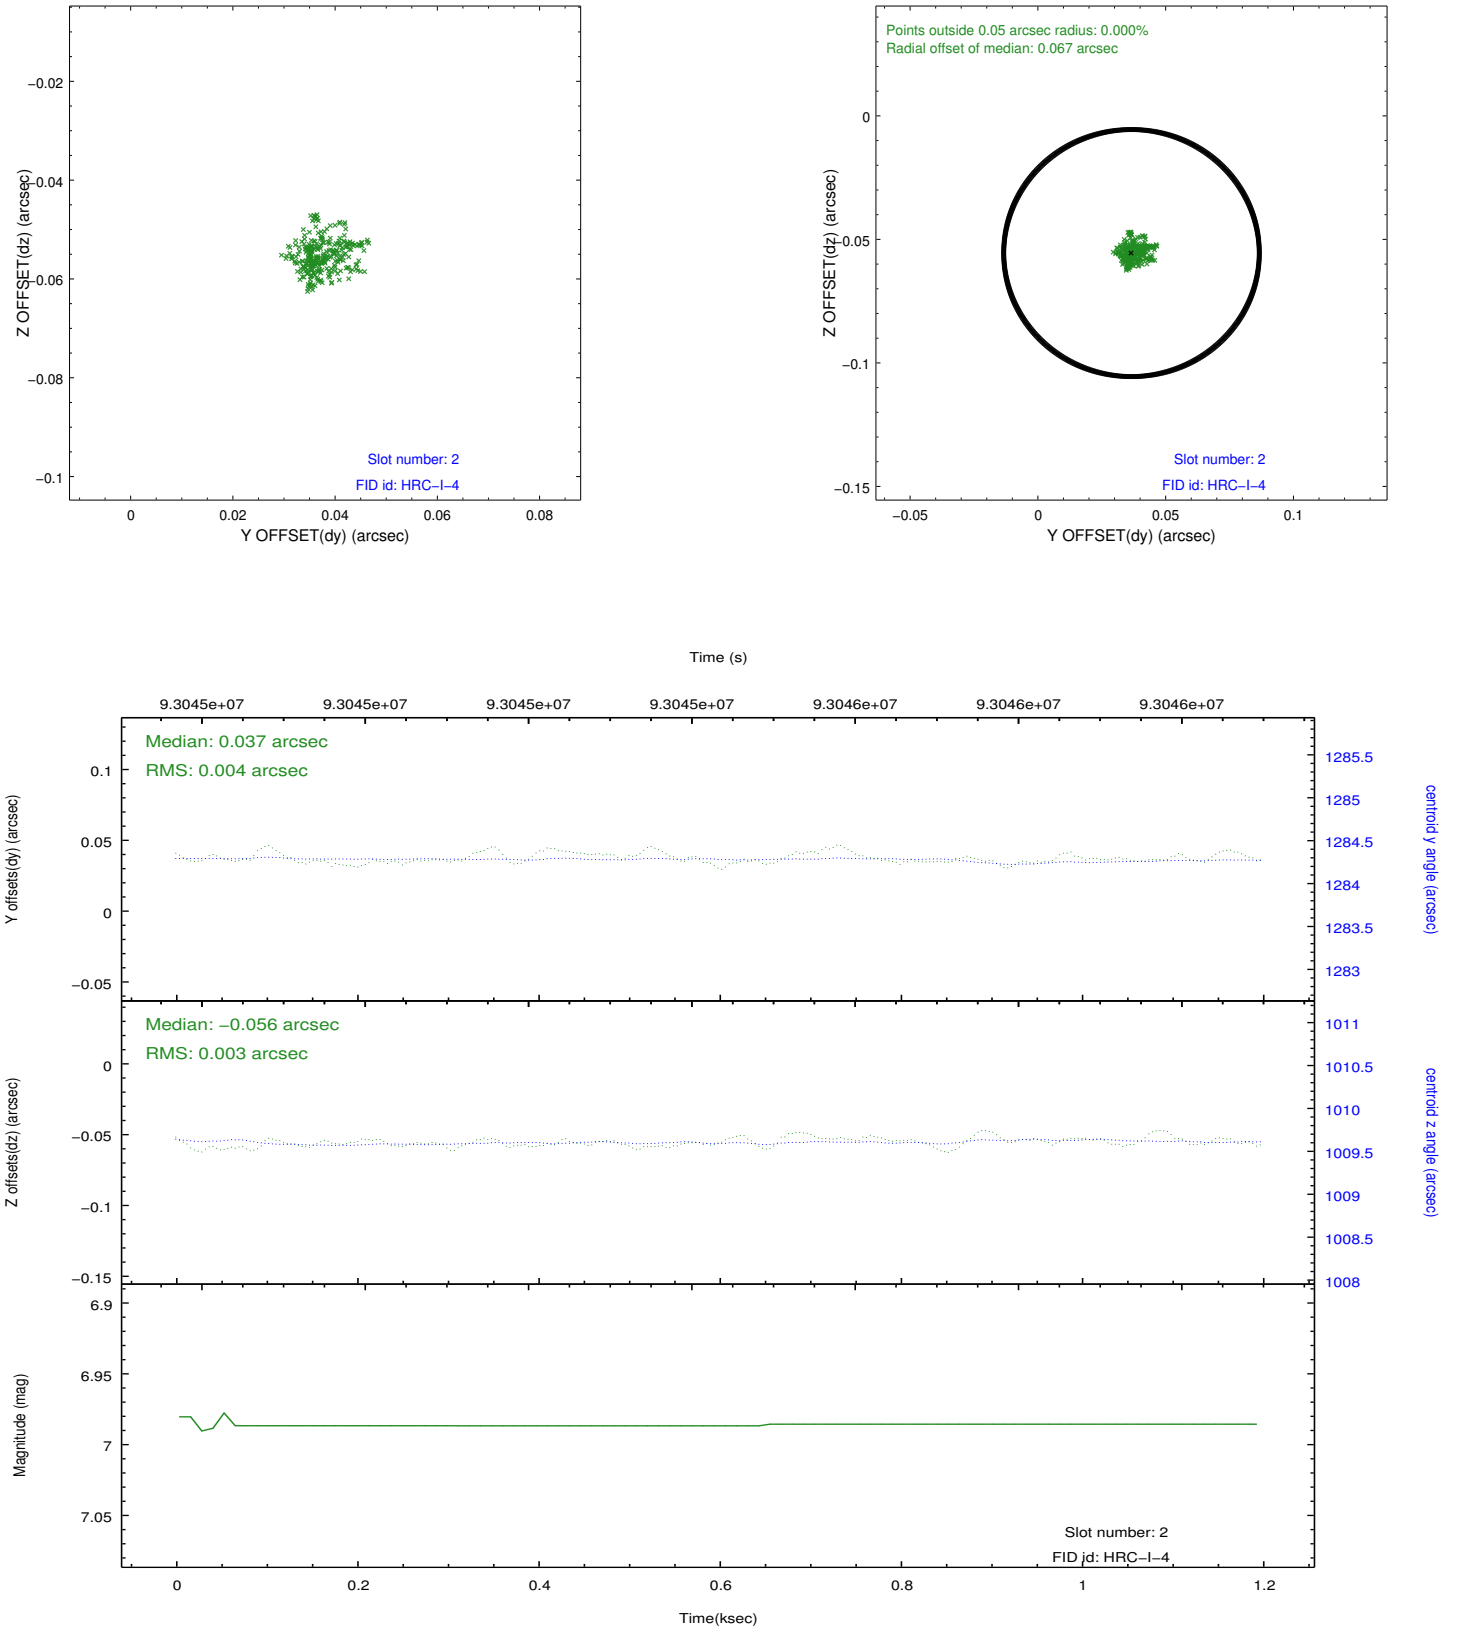 −0.02
−0.04
−0.06
−0.08
−0.1
Z OFFSET(dz) (arcsec)
Slot number: 2
FID id: HRC−I−4
0 0.02 0.04 0.06 0.08
Y OFFSET(dy) (arcsec)
Points outside 0.05 arcsec radius: 0.000%
Radial offset of median: 0.067 arcsec
0
−0.05
−0.1
−0.15
Z OFFSET(dz) (arcsec)
Slot number: 2
FID id: HRC−I−4
−0.05 0 0.05 0.1
Y OFFSET(dy) (arcsec)
Time (s)
9.3045e+07 9.3045e+07 9.3045e+07 9.3045e+07 9.3046e+07 9.3046e+07 9.3046e+07
Median: 0.037 arcsec
RMS: 0.004 arcsec
0.1
0.05
0
−0.05
Y offsets(dy) (arcsec)
1285.5
1285
1284.5
1284
1283.5
1283
centroid y angle (arcsec)
Median: −0.056 arcsec
RMS: 0.003 arcsec
0
−0.05
−0.1
−0.15
Z offsets(dz) (arcsec)
1011
1010.5
1010
1009.5
1009
1008.5
1008
centroid z angle (arcsec)
6.9
6.95
7
7.05
Magnitude (mag)
Slot number: 2
FID id: HRC−I−4
0 0.2 0.4 0.6 0.8 1 1.2
Time(ksec)